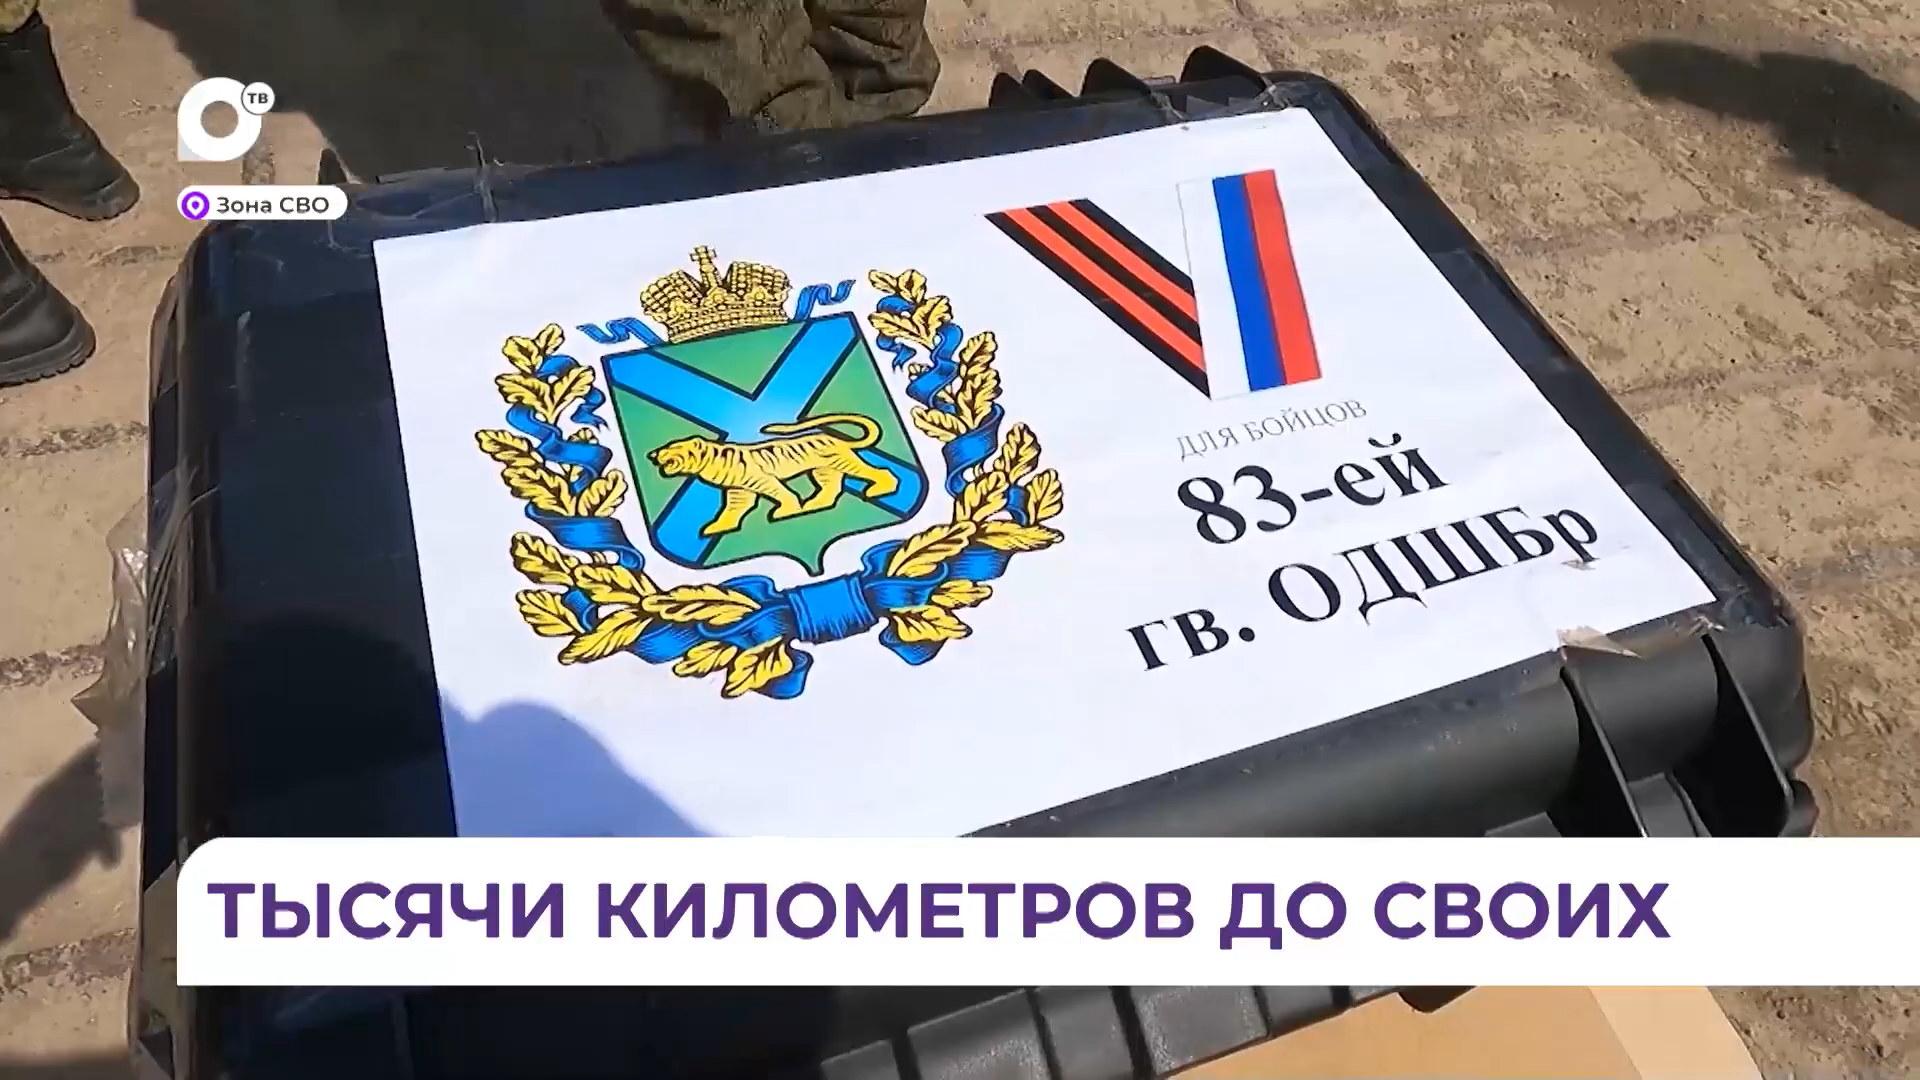 ТВ
Зона СВО
ДЛЯ БОЙЦОВ
83-ей
гв. ОДШБр
ТЫСЯЧИ КИЛОМЕТРОВ ДО СВОИХ